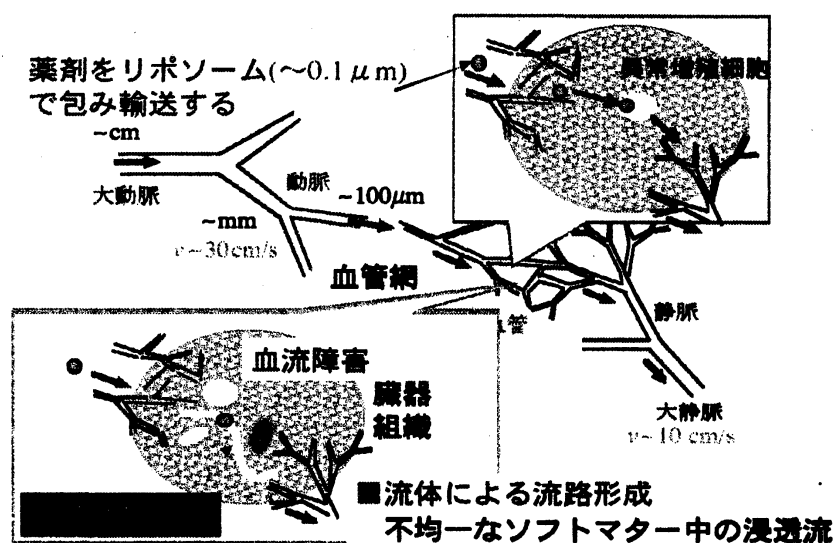 薬剤をリポソーム(～0.1μm)
で包み輸送する
~cm
大動脈
動脈
~100μm
~mm
v~30cm/s
血管網
異常増殖細胞
管
静脈
大静脈
v~10 cm/s
血流障害
臓器
組織
■流体による流路形成
不均一なソフトマター中の浸透流